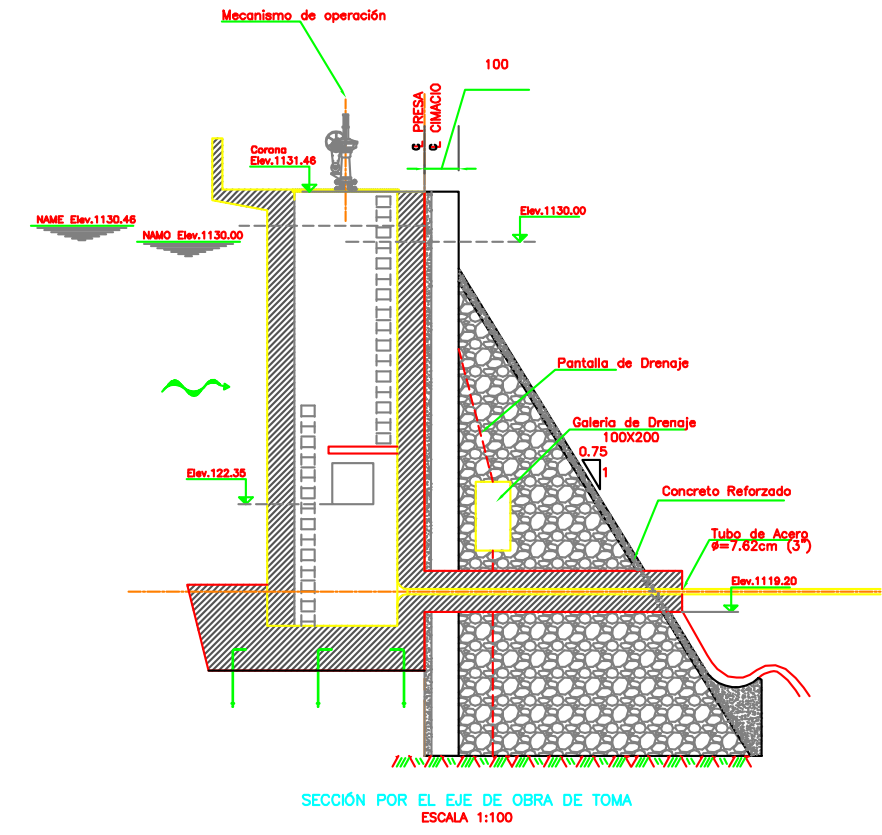 Mecanismo de operación
100
℄ PRESA
℄ CIMACIO
Corona
Elev.1131.46
Elev.1130.00
NAME Elev.1130.46
NAMO Elev.1130.00
Pantalla de Drenaje
Galeria de Drenaje
100X200
0.75
1
Elev.122.35
Concreto Reforzado
Tubo de Acero
ø=7.62cm (3")
Elev.1119.20
SECCIÓN POR EL EJE DE OBRA DE TOMA
ESCALA 1:100